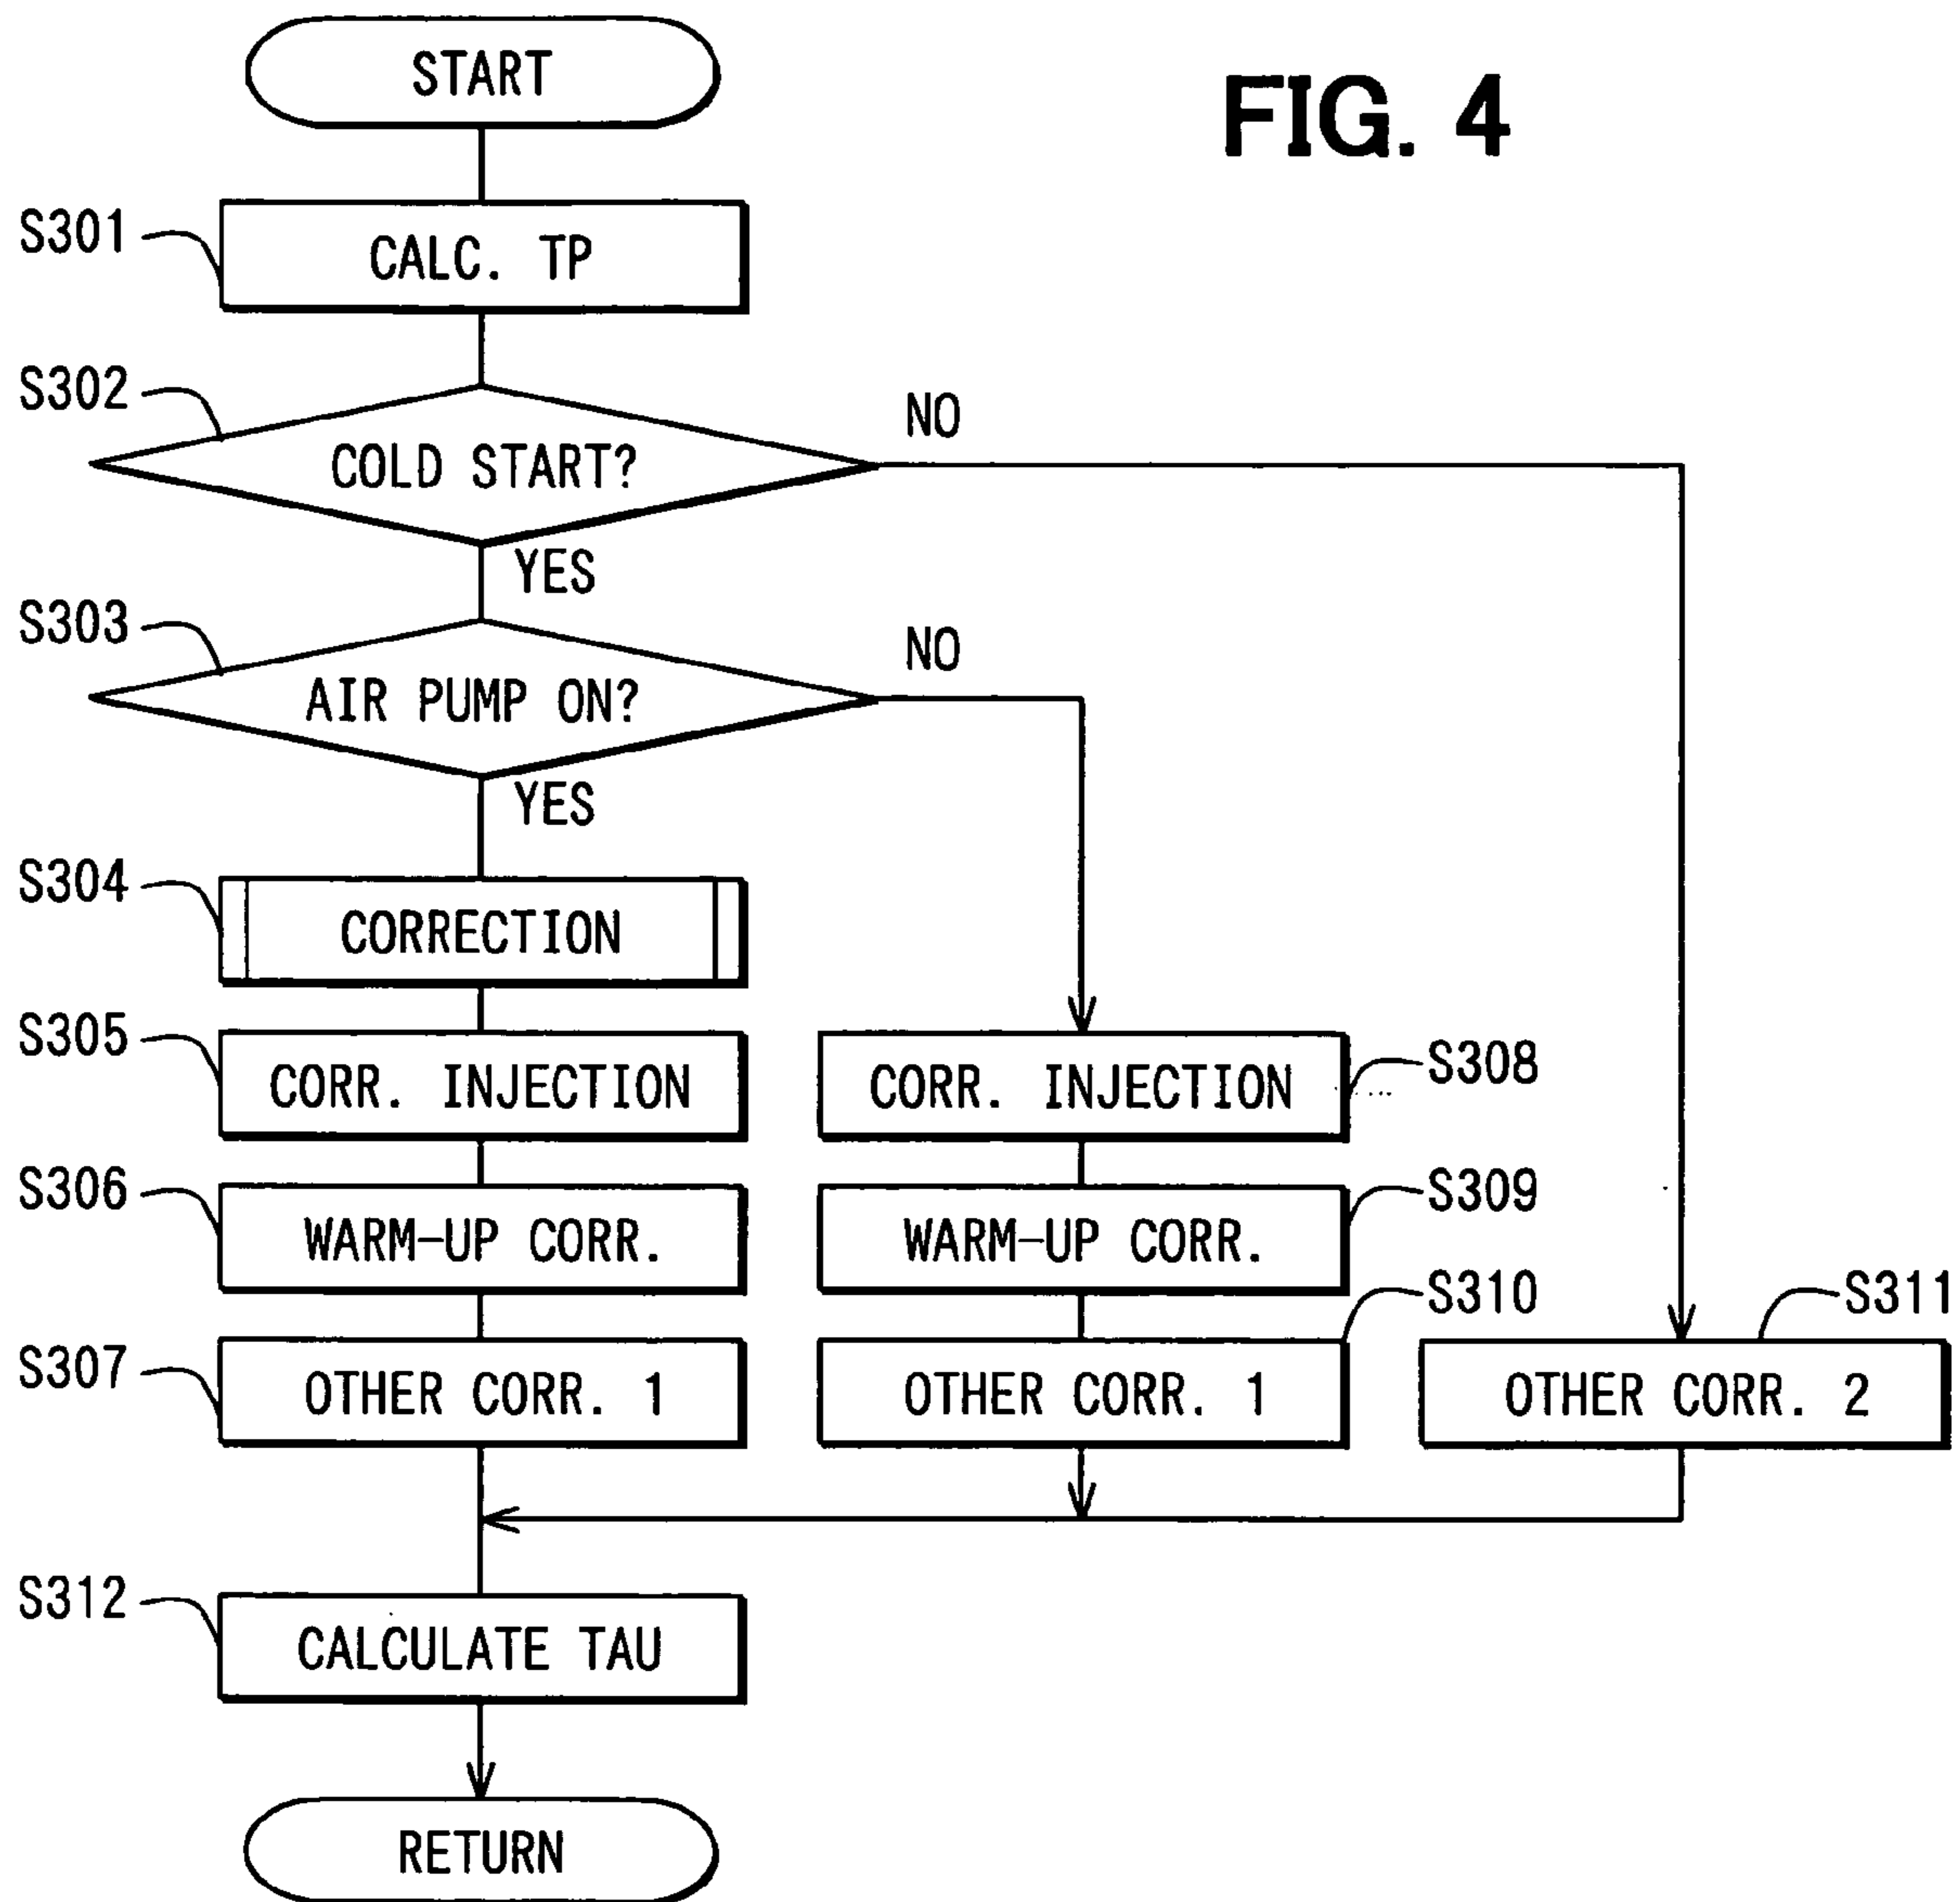 START
FIG. 4
S301
CALC. TP
S302
COLD START?
NO
YES
S303
AIR PUMP ON?
NO
YES
S304
CORRECTION
S305
CORR. INJECTION
CORR. INJECTION
S308
S306
WARM-UP CORR.
WARM-UP CORR.
S309
S307
OTHER CORR. 1
OTHER CORR. 1
S310
OTHER CORR. 2
S311
S312
CALCULATE TAU
RETURN